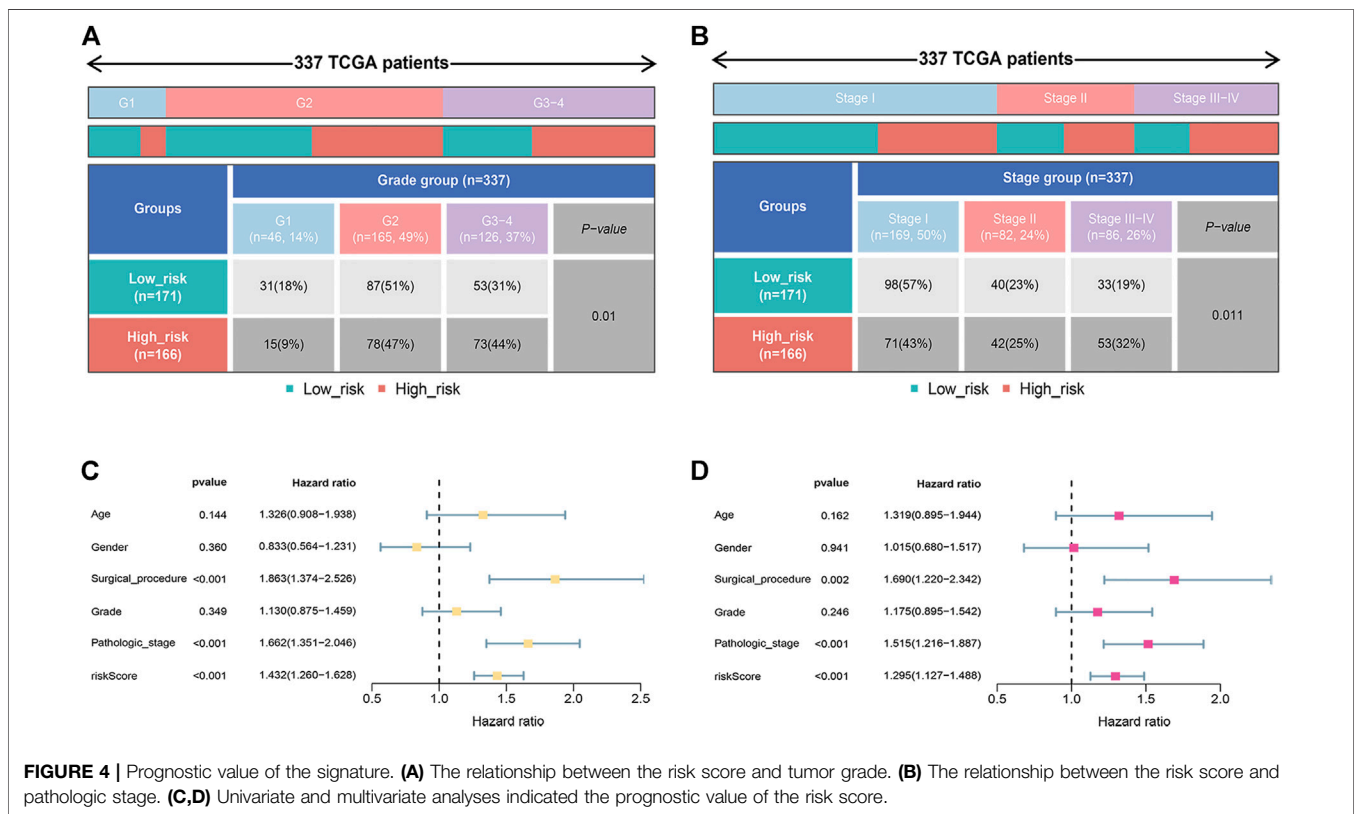 A
337 TCGA patients
G1 G2 G3−4
Groups
Grade group (n=337)
G1
(n=46, 14%)
G2
(n=165, 49%)
G3−4
(n=126, 37%)
P−value
Low_risk
(n=171)
31(18%) 87(51%) 53(31%)
0.01
High_risk
(n=166)
15(9%) 78(47%) 73(44%)
Low_risk High_risk
B
337 TCGA patients
Stage I Stage II Stage III−IV
Groups
Stage group (n=337)
Stage I
(n=169, 50%)
Stage II
(n=82, 24%)
Stage III−IV
(n=86, 26%)
P−value
Low_risk
(n=171)
98(57%) 40(23%) 33(19%)
0.011
High_risk
(n=166)
71(43%) 42(25%) 53(32%)
Low_risk High_risk
C
pvalue Hazard ratio
Age 0.144 1.326(0.908−1.938)
Gender 0.360 0.833(0.564−1.231)
Surgical_procedure <0.001 1.863(1.374−2.526)
Grade 0.349 1.130(0.875−1.459)
Pathologic_stage <0.001 1.662(1.351−2.046)
riskScore <0.001 1.432(1.260−1.628)
0.5 1.0 1.5 2.0 2.5
Hazard ratio
D
pvalue Hazard ratio
Age 0.162 1.319(0.895−1.944)
Gender 0.941 1.015(0.680−1.517)
Surgical_procedure 0.002 1.690(1.220−2.342)
Grade 0.246 1.175(0.895−1.542)
Pathologic_stage <0.001 1.515(1.216−1.887)
riskScore <0.001 1.295(1.127−1.488)
0.5 1.0 1.5 2.0
Hazard ratio
FIGURE 4 | Prognostic value of the signature. (A) The relationship between the risk score and tumor grade. (B) The relationship between the risk score and
pathologic stage. (C,D) Univariate and multivariate analyses indicated the prognostic value of the risk score.